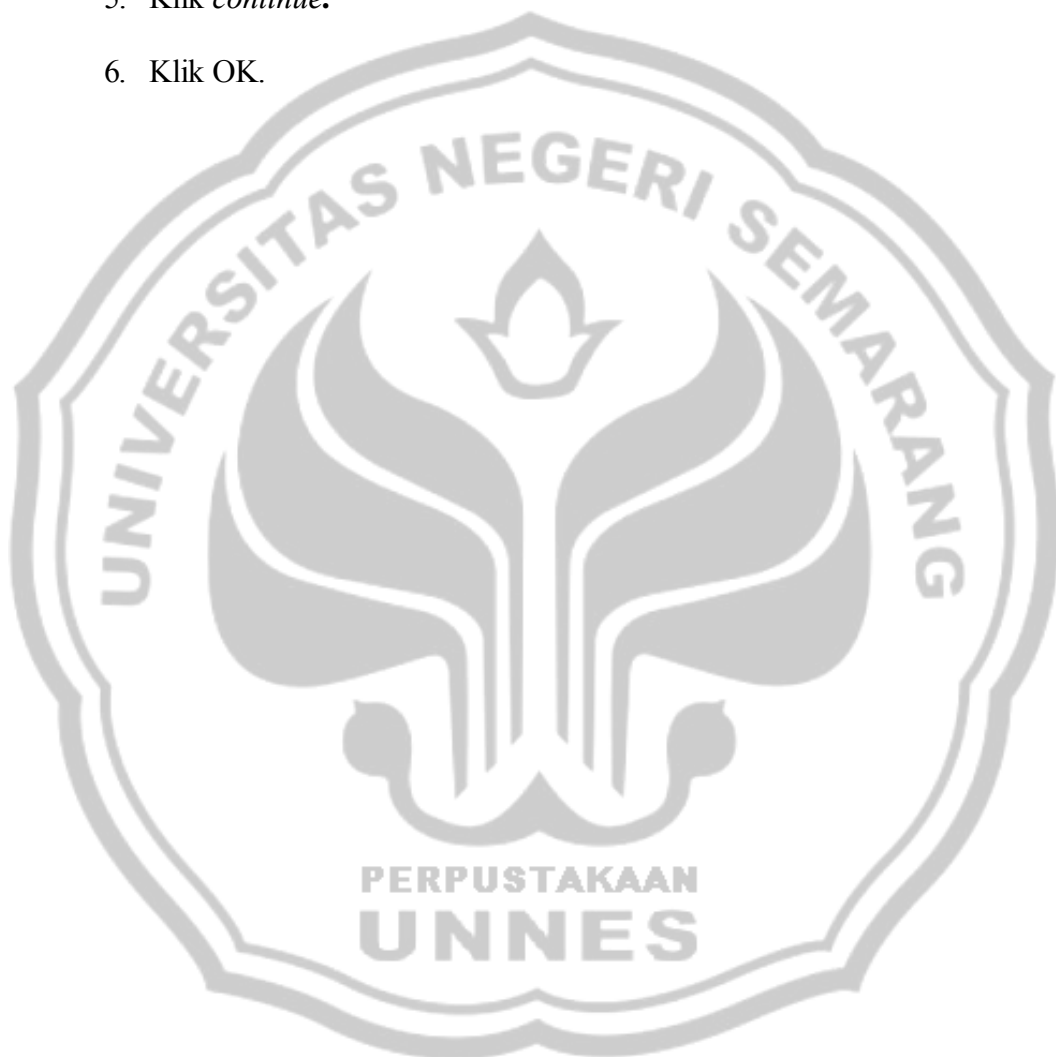 5. Klik continue.
6. Klik OK.
UNIVERSITAS NEGERI SEMARANG
PERPUSTAKAAN
UNNES